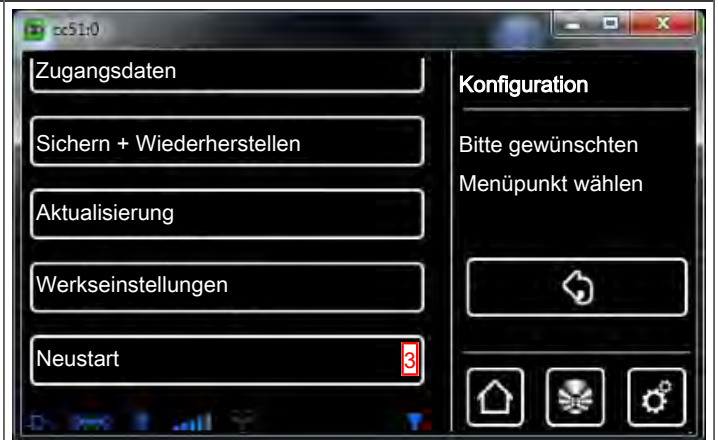 cc51:0
Zugangsdaten
Sichern + Wiederherstellen
Aktualisierung
Werkseinstellungen
Neustart 3
Konfiguration
Bitte gewünschten
Menüpunkt wählen